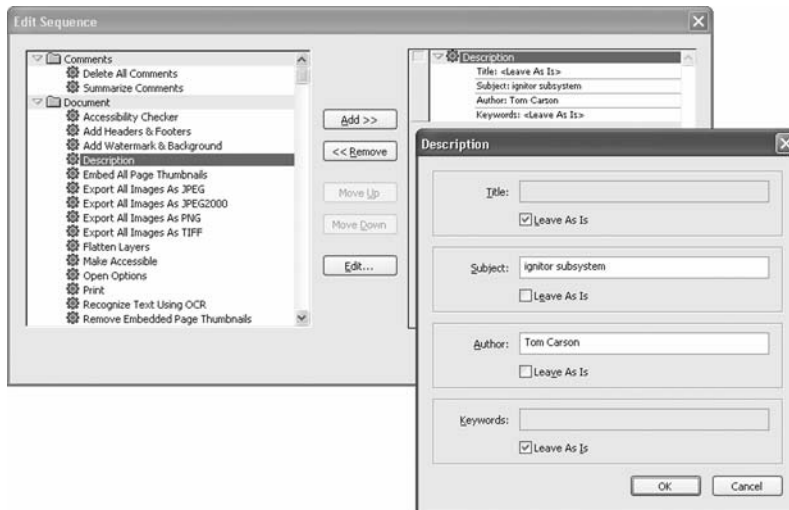 Edit Sequence
Comments
Delete All Comments
Summarize Comments
Document
Accessibility Checker
Add Headers & Footers
Add Watermark & Background
Description
Embed All Page Thumbnails
Export All Images As JPEG
Export All Images As JPEG2000
Export All Images As PNG
Export All Images As TIFF
Flatten Layers
Make Accessible
Open Options
Print
Recognize Text Using OCR
Remove Embedded Page Thumbnails
Add >>
<< Remove
Move Up
Move Down
Edit...
Description
Title: <Leave As Is>
Subject: ignitor subsystem
Author: Tom Carson
Keywords: <Leave As Is>
Description
Title:
Leave As Is
Subject: ignitor subsystem
Leave As Is
Author: Tom Carson
Leave As Is
Keywords:
Leave As Is
OK Cancel